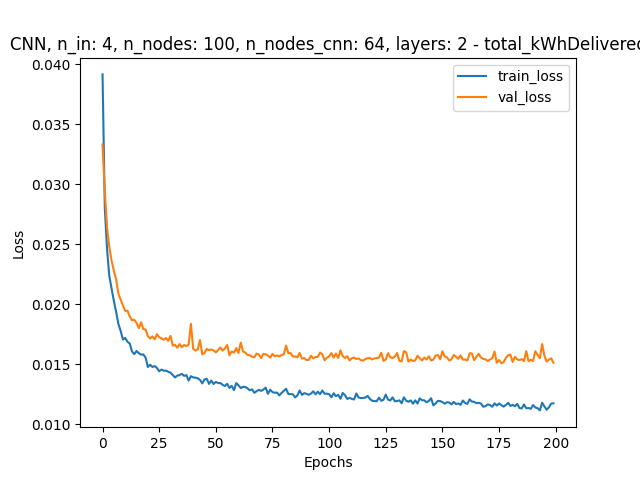 CNN, n_in: 4, n_nodes: 100, n_nodes_cnn: 64, layers: 2 - total_kWhDelivered
train_loss
val_loss
0.040
0.035
0.030
0.025
0.020
0.015
0.010
Loss
0 25 50 75 100 125 150 175 200
Epochs